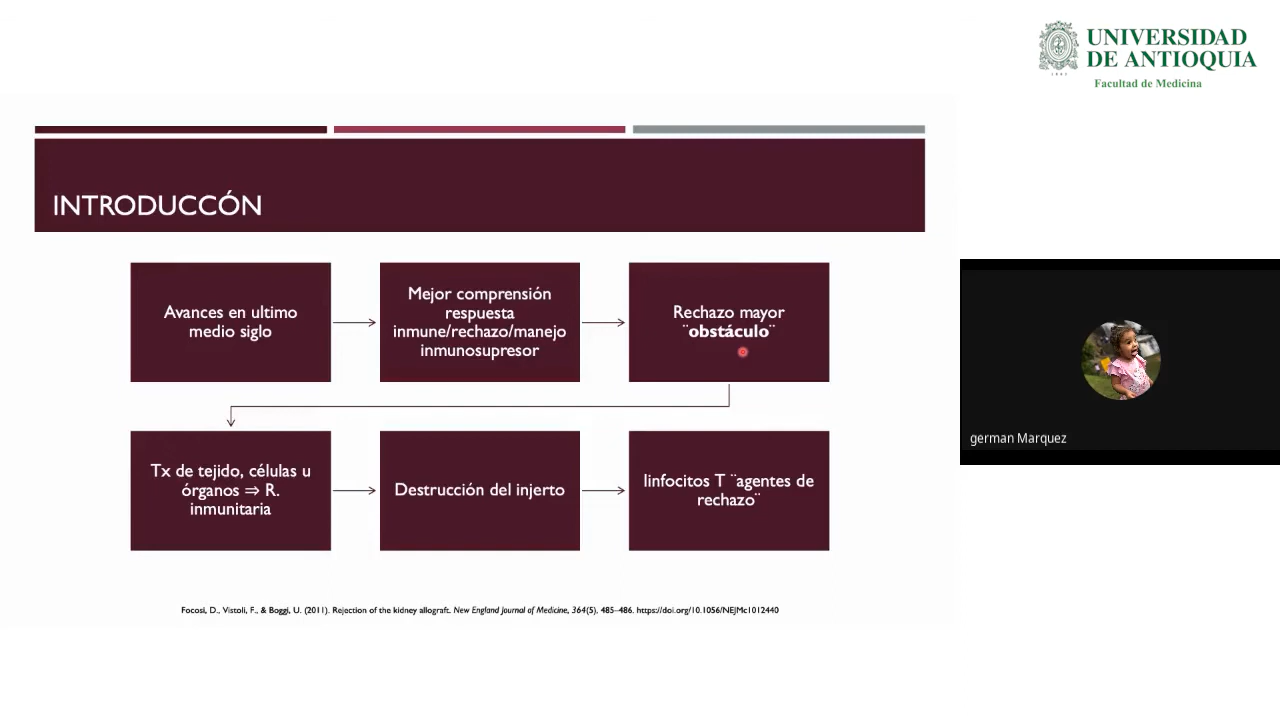 UNIVERSIDAD
DE ANTIOQUIA
1803
Facultad de Medicina
INTRODUCCÓN
Avances en ultimo
medio siglo
Mejor comprensión
respuesta
inmune/rechazo/manejo
inmunosupresor
Rechazo mayor
¨obstáculo¨
Tx de tejido, células u
órganos ⇒ R.
inmunitaria
Destrucción del injerto
linfocitos T ¨agentes de
rechazo¨
german Marquez
Focosi, D., Vistoli, F., & Boggi, U. (2011). Rejection of the kidney allograft. New England Journal of Medicine, 364(5), 485–486. https://doi.org/10.1056/NEJMc1012440